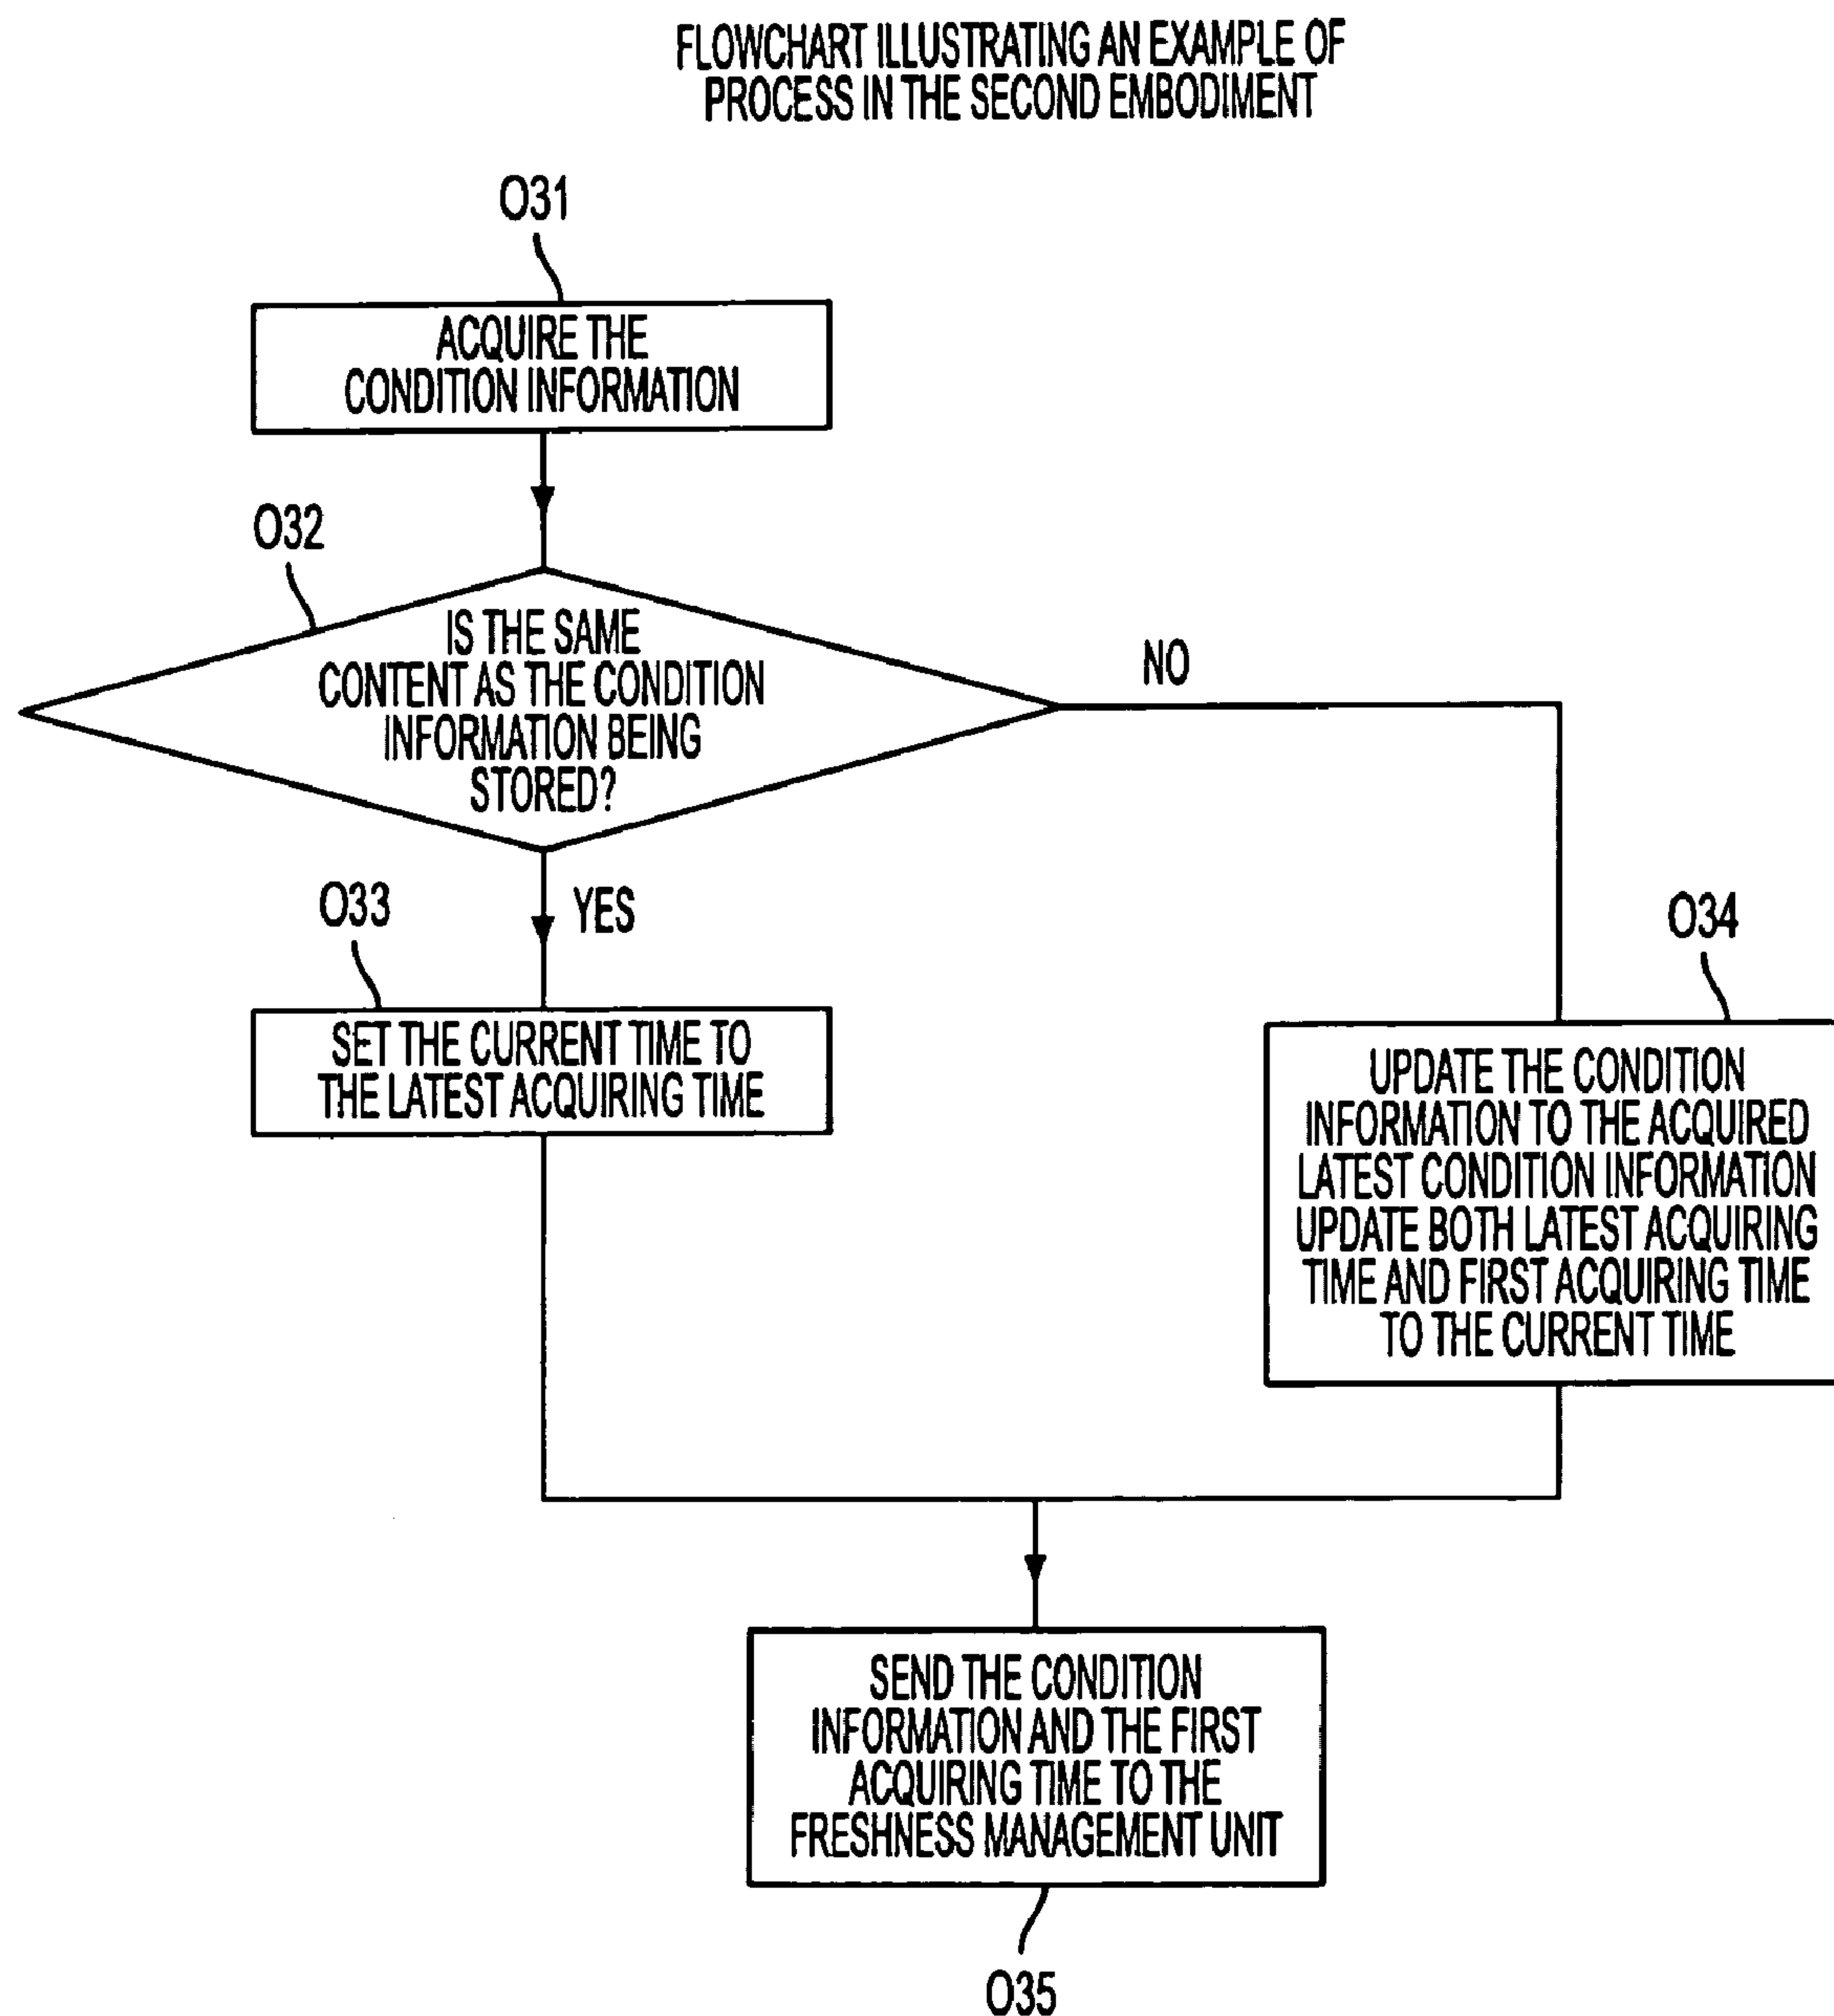 FLOWCHART ILLUSTRATING AN EXAMPLE OF
PROCESS IN THE SECOND EMBODIMENT
O31
ACQUIRE THE
CONDITION INFORMATION
O32
IS THE SAME
CONTENT AS THE CONDITION
INFORMATION BEING
STORED?
NO
YES
O33
SET THE CURRENT TIME TO
THE LATEST ACQUIRING TIME
O34
UPDATE THE CONDITION
INFORMATION TO THE ACQUIRED
LATEST CONDITION INFORMATION
UPDATE BOTH LATEST ACQUIRING
TIME AND FIRST ACQUIRING TIME
TO THE CURRENT TIME
SEND THE CONDITION
INFORMATION AND THE FIRST
ACQUIRING TIME TO THE
FRESHNESS MANAGEMENT UNIT
O35